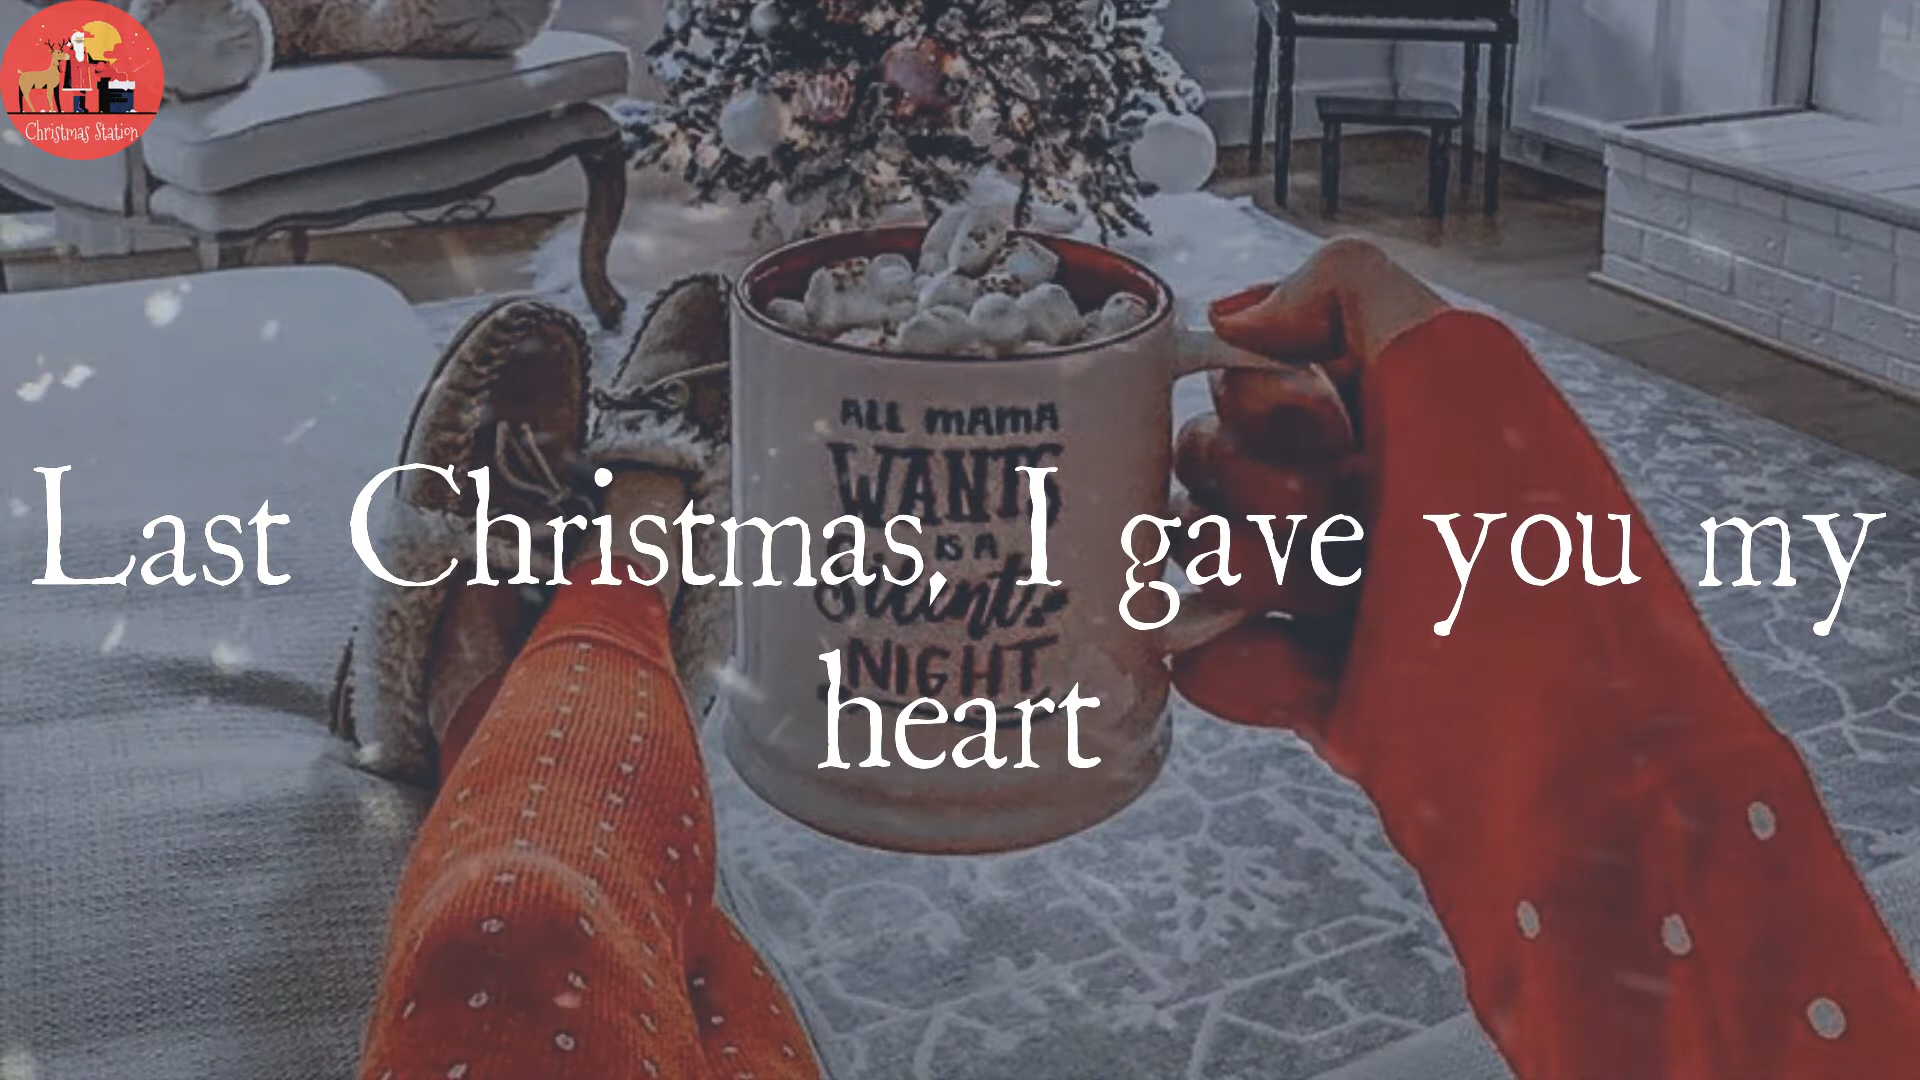 Christmas Station
ALL MAMA
WANTS
IS A
Silent
NIGHT
Last Christmas, I gave you my
heart